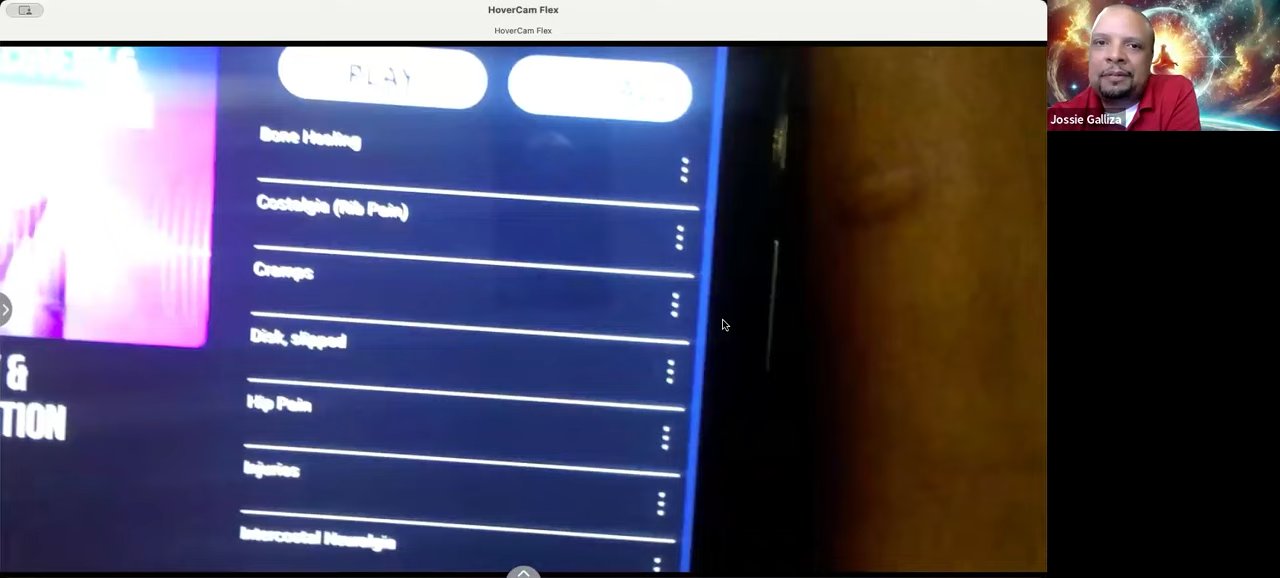 HoverCam Flex
HoverCam Flex
Jossie Galliza
PLAY
Bone Healing
Costalgia (Rib Pain)
Cramps
Disk, slipped
Hip Pain
Injuries
Intercostal Neuralgia
&
TION